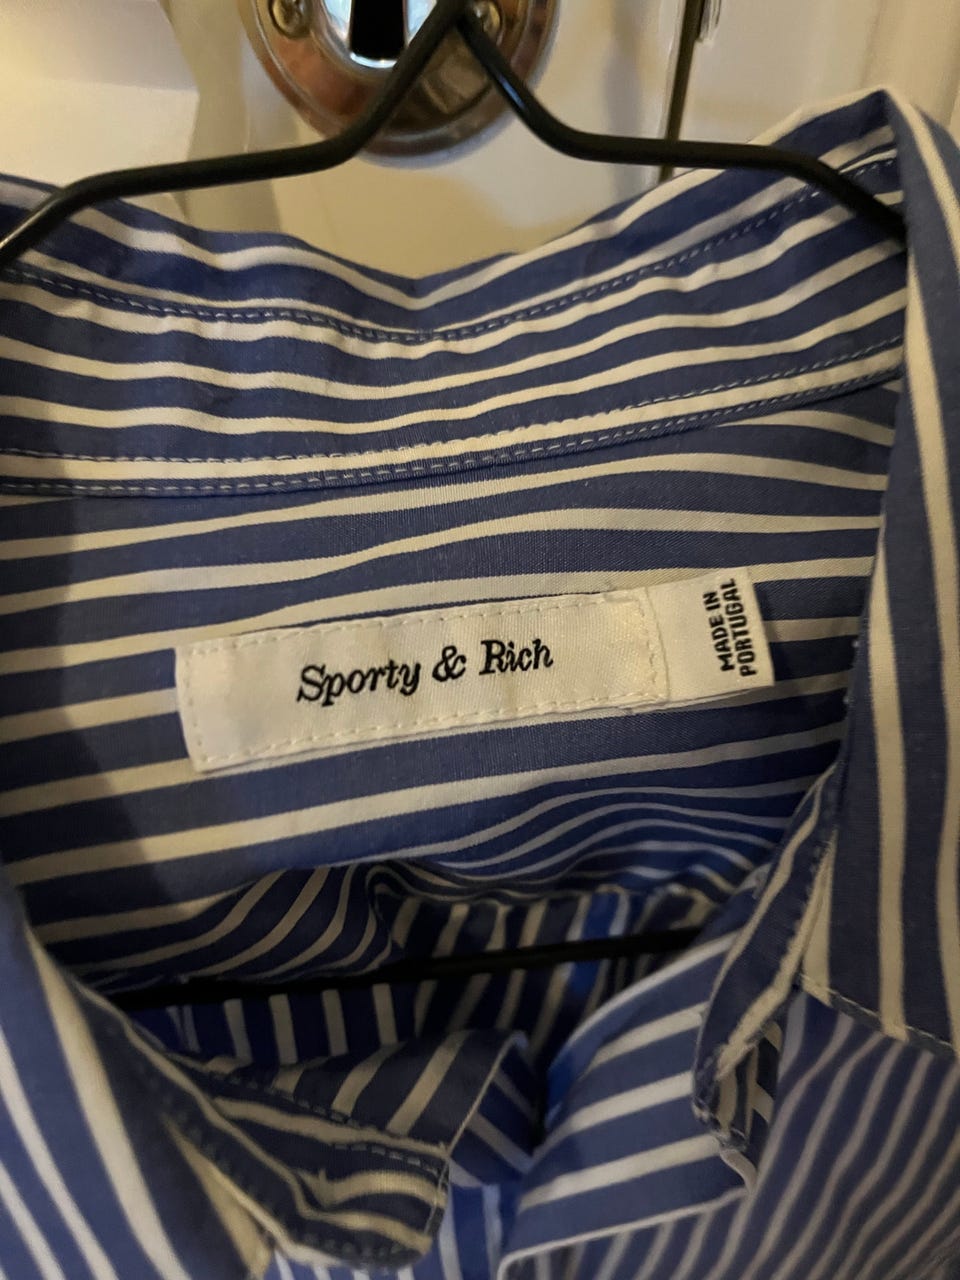 Sporty & Rich
MADE IN
PORTUGAL